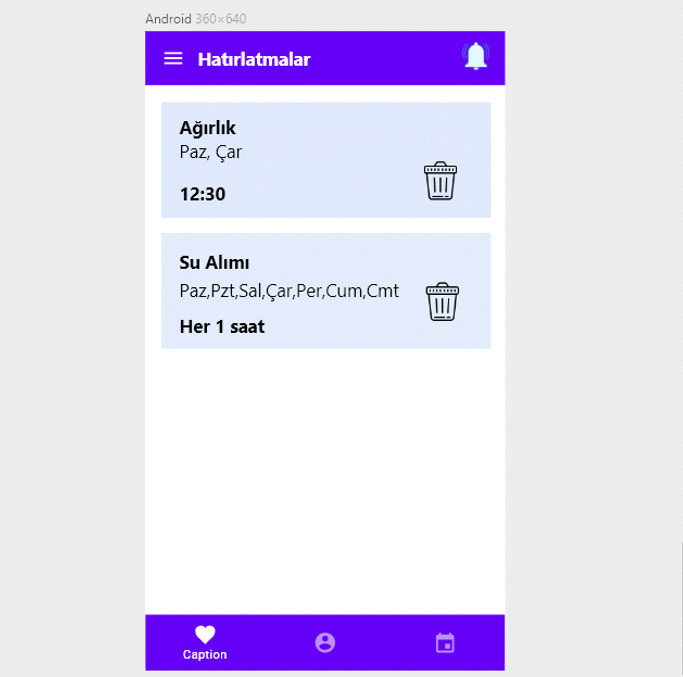 Android 360×640
Hatırlatmalar
Ağırlık
Paz, Çar
12:30
Su Alımı
Paz,Pzt,Sal,Çar,Per,Cum,Cmt
Her 1 saat
Caption